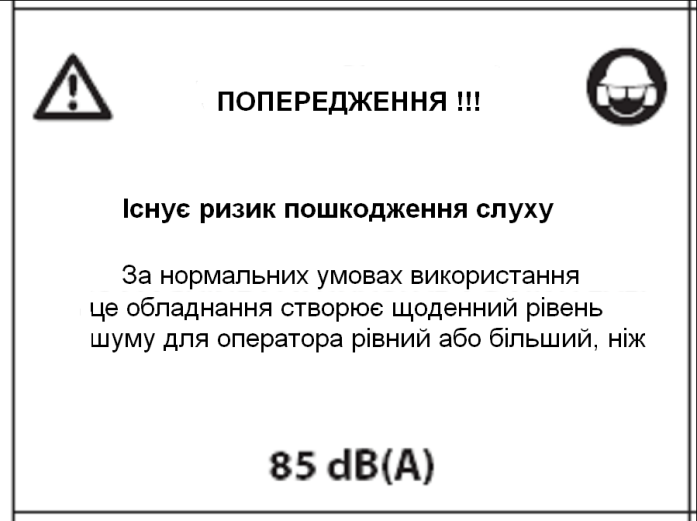 ПОПЕРЕДЖЕННЯ !!!
Існує ризик пошкодження слуху
За нормальних умовах використання
це обладнання створює щоденний рівень
шуму для оператора рівний або більший, ніж
85 dB(A)